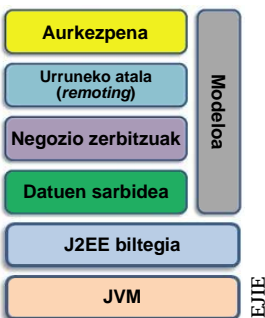 Aurkezpena
Urruneko atala
(remoting)
Negozio zerbitzuak
Datuen sarbidea
Modeloa
J2EE biltegia
JVM
EJIE